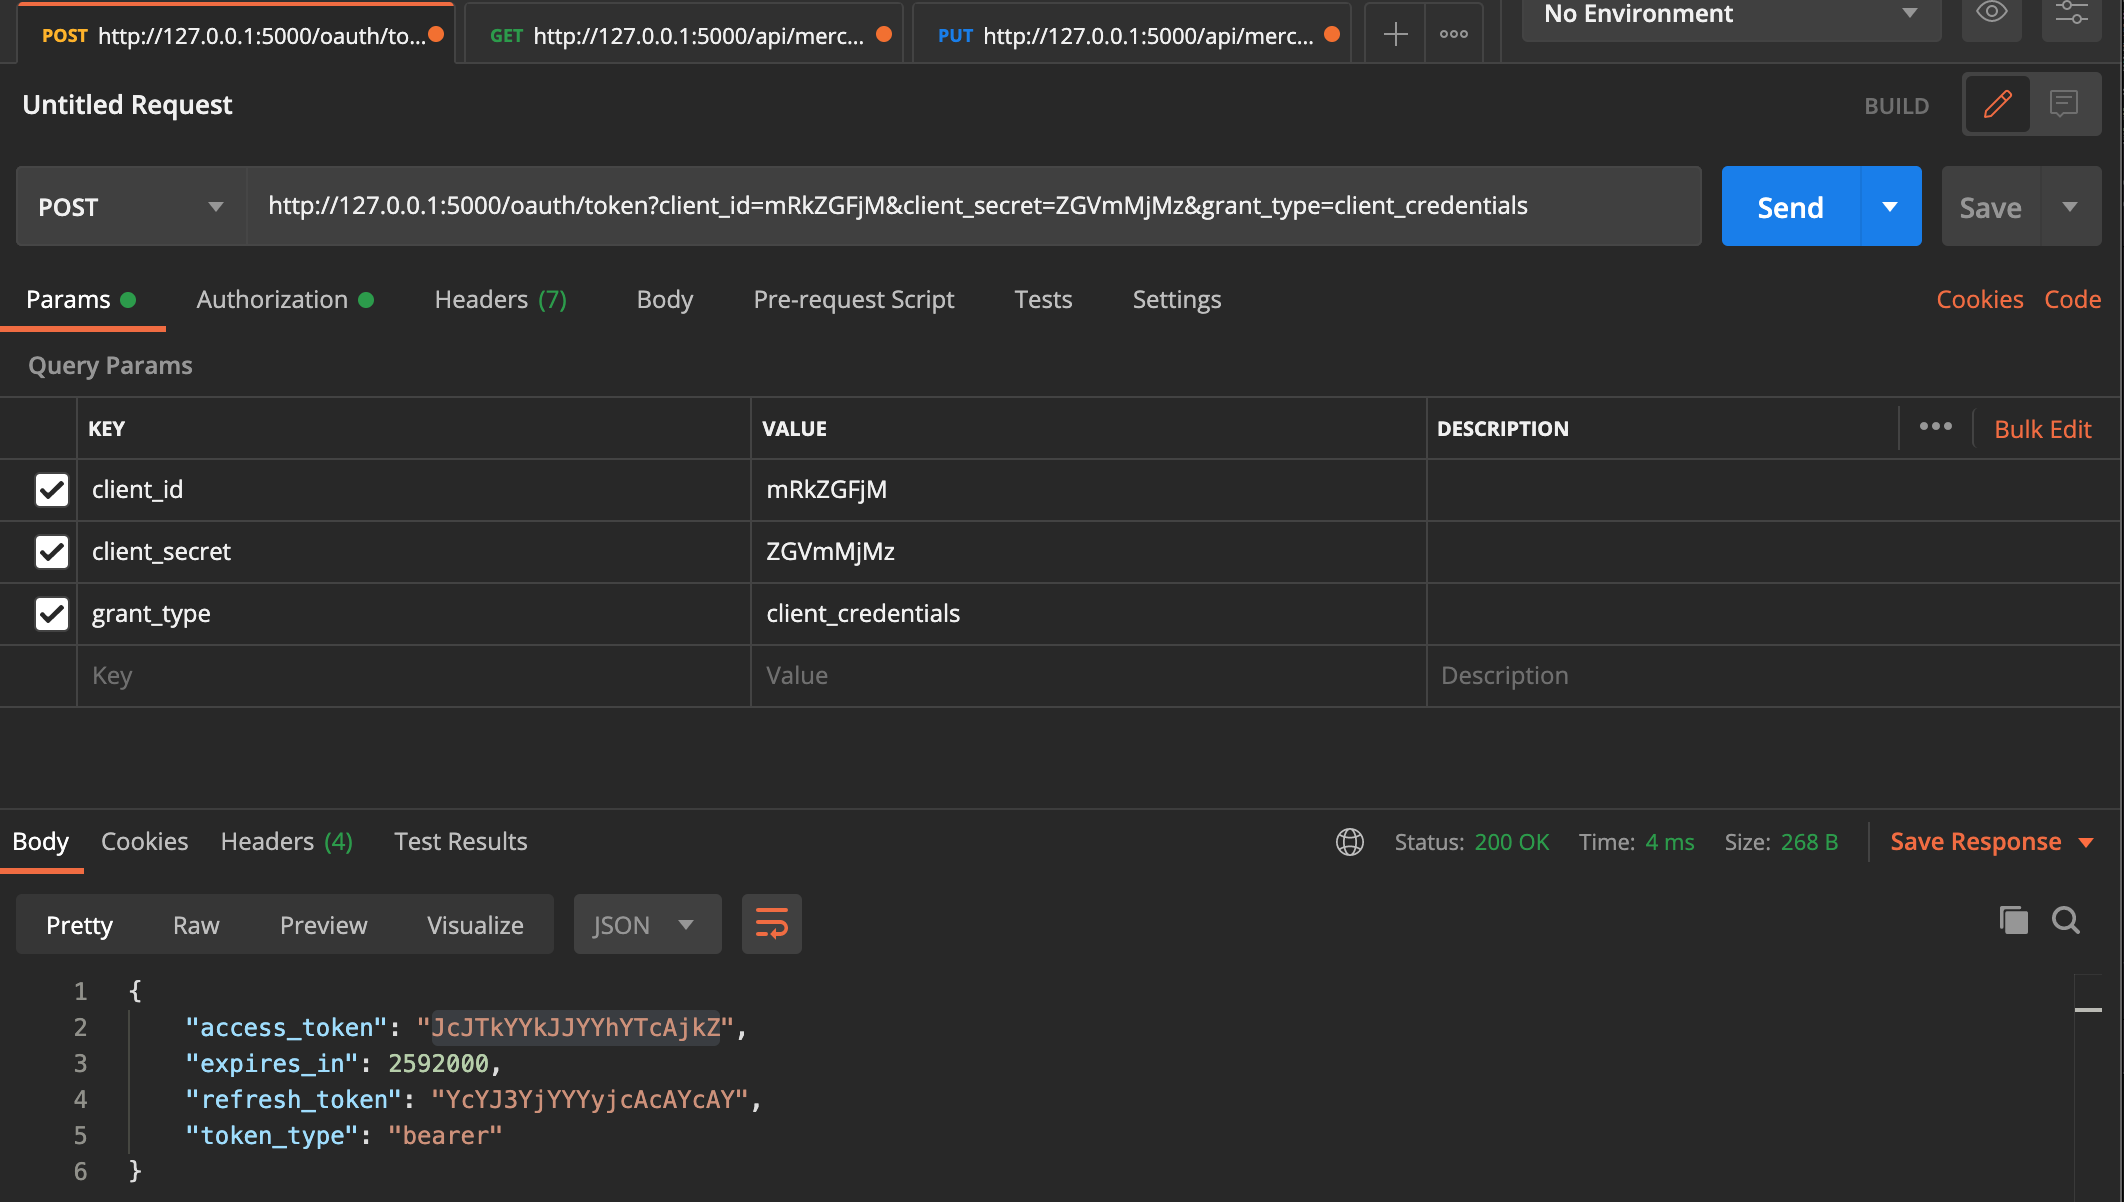 POST http://127.0.0.1:5000/oauth/to... GET http://127.0.0.1:5000/api/merc... PUT http://127.0.0.1:5000/api/merc... No Environment
Untitled Request BUILD
POST http://127.0.0.1:5000/oauth/token?client_id=mRkZGFjM&client_secret=ZGVmMjMz&grant_type=client_credentials Send Save
Params Authorization Headers (7) Body Pre-request Script Tests Settings Cookies Code
Query Params
KEY VALUE DESCRIPTION Bulk Edit
client_id mRkZGFjM
client_secret ZGVmMjMz
grant_type client_credentials
Key Value Description
Body Cookies Headers (4) Test Results Status: 200 OK Time: 4 ms Size: 268 B Save Response
Pretty Raw Preview Visualize JSON
1 {
2 "access_token": "JcJTkYYkJJYYhYTcAjkZ",
3 "expires_in": 2592000,
4 "refresh_token": "YcYJ3YjYYYyjcAcAYcAY",
5 "token_type": "bearer"
6 }